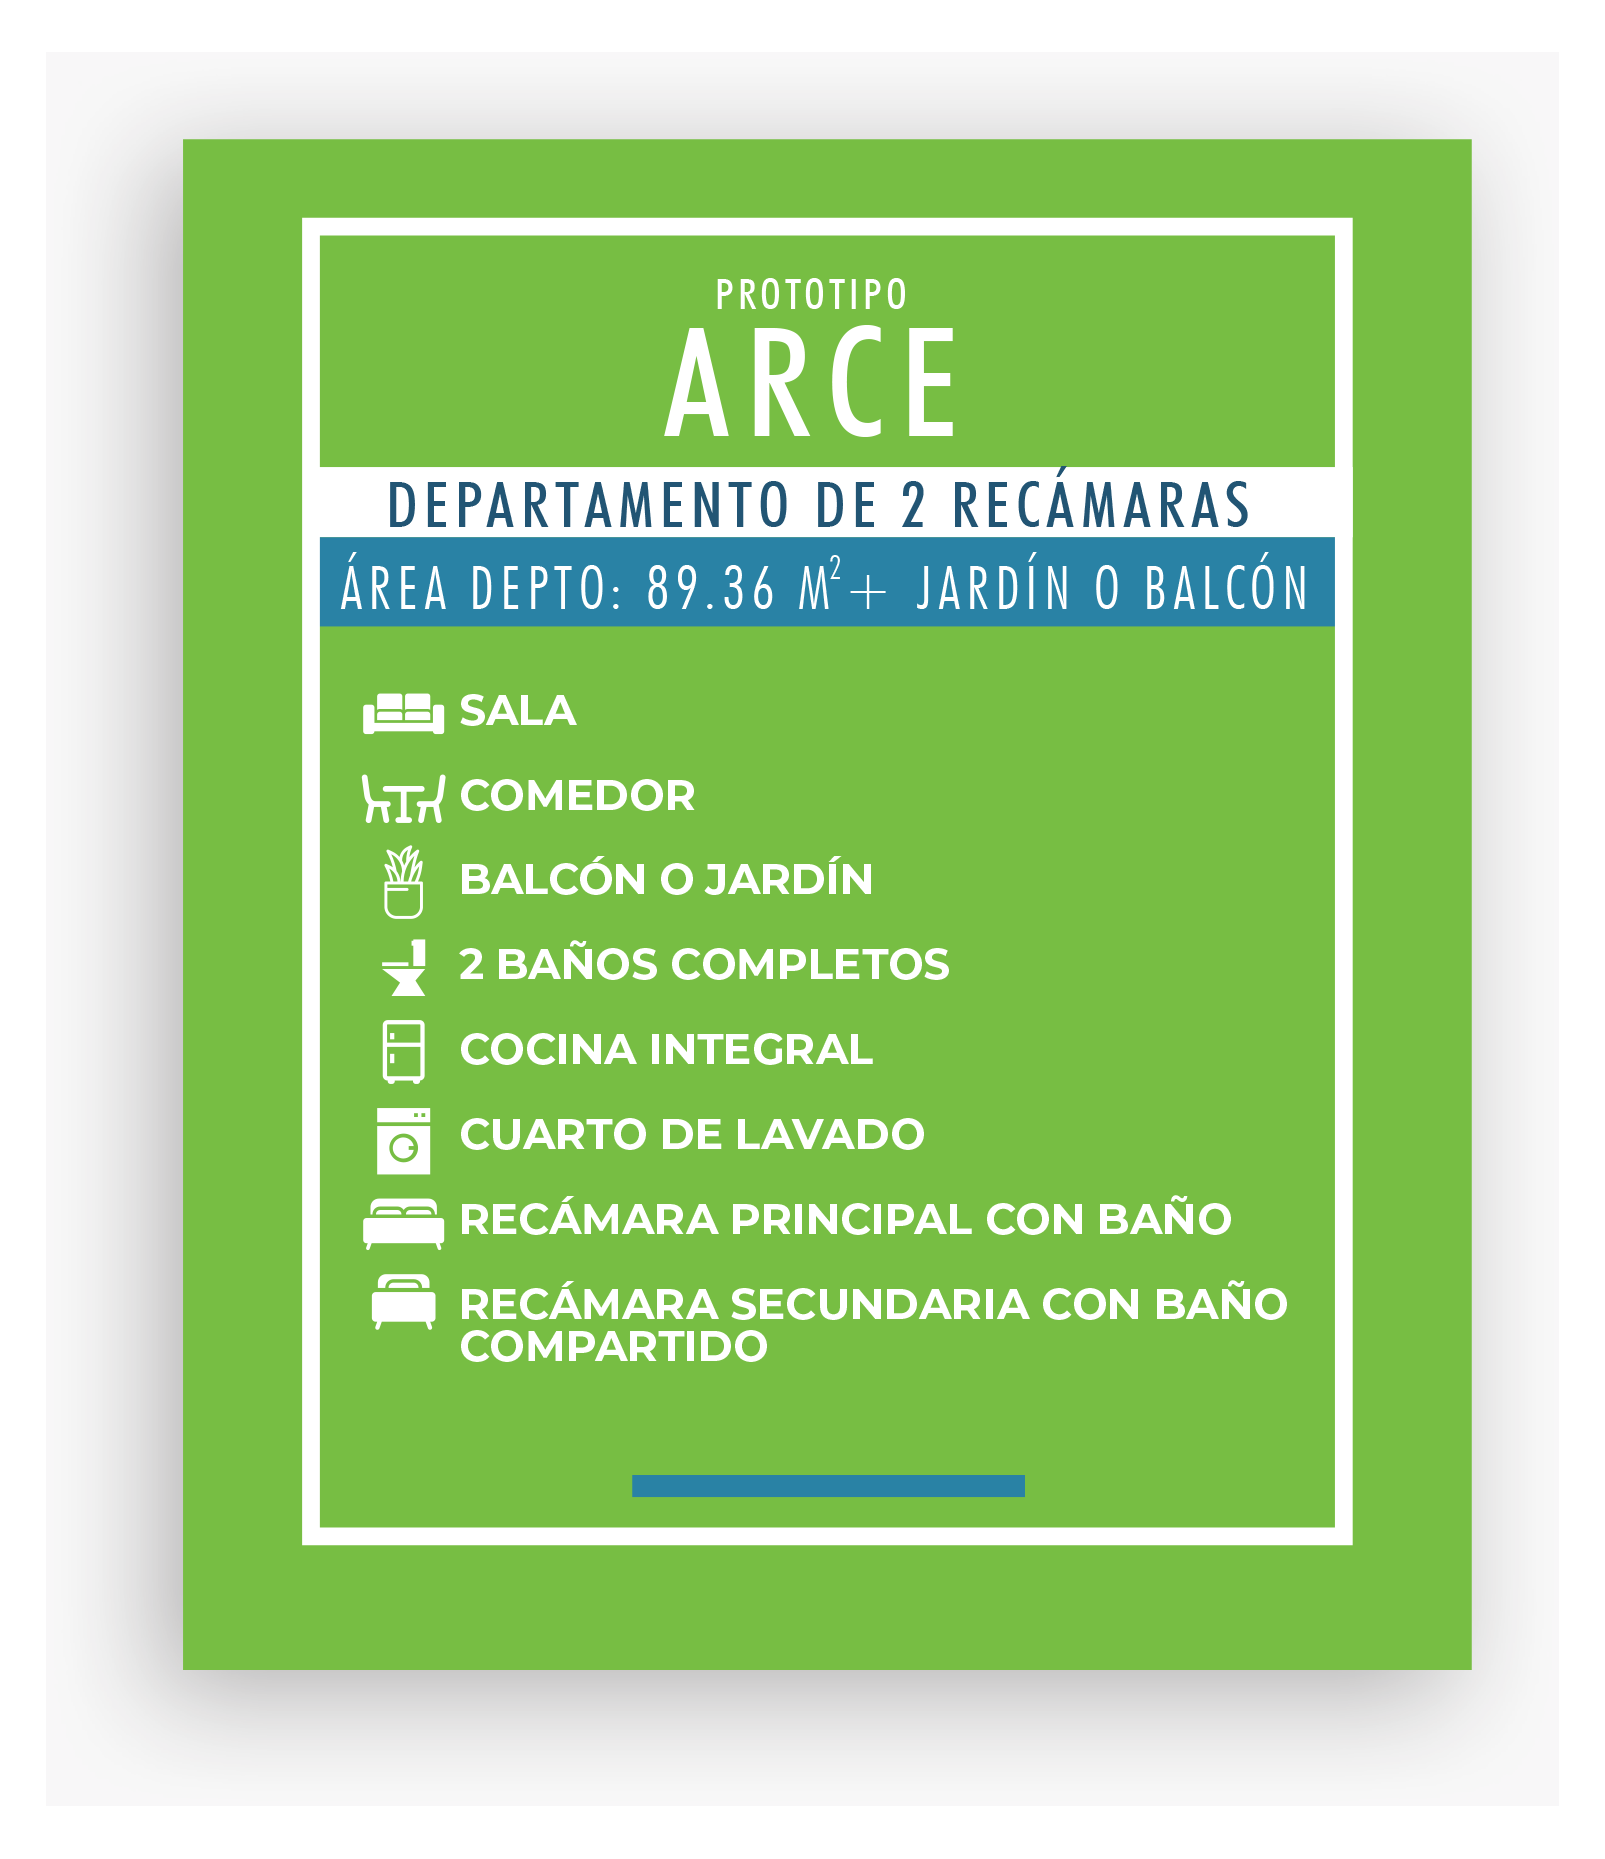 PROTOTIPO
ARCE
DEPARTAMENTO DE 2 RECÁMARAS
ÁREA DEPTO: 89.36 M²+ JARDÍN O BALCÓN
SALA
COMEDOR
BALCÓN O JARDÍN
2 BAÑOS COMPLETOS
COCINA INTEGRAL
CUARTO DE LAVADO
RECÁMARA PRINCIPAL CON BAÑO
RECÁMARA SECUNDARIA CON BAÑO
COMPARTIDO